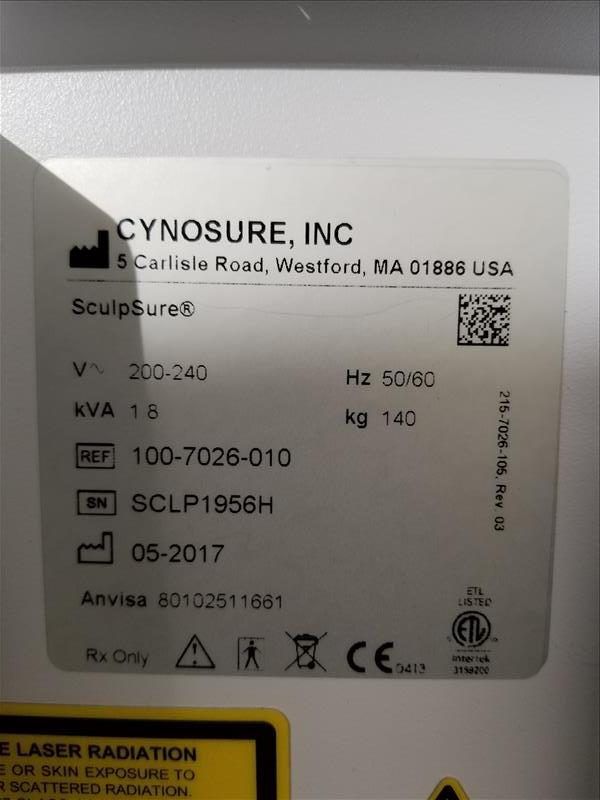 CYNOSURE, INC
5 Carlisle Road, Westford, MA 01886 USA
SculpSure®
V~ 200-240
Hz 50/60
kVA 1.8
kg 140
REF 100-7026-010
SN SCLP1956H
05-2017
Anvisa 80102511661
215-7026-105, Rev. 03
Rx Only
CE 0413
ETL
LISTED
ETL
Intertek
3198200
E LASER RADIATION
E OR SKIN EXPOSURE TO
R SCATTERED RADIATION.